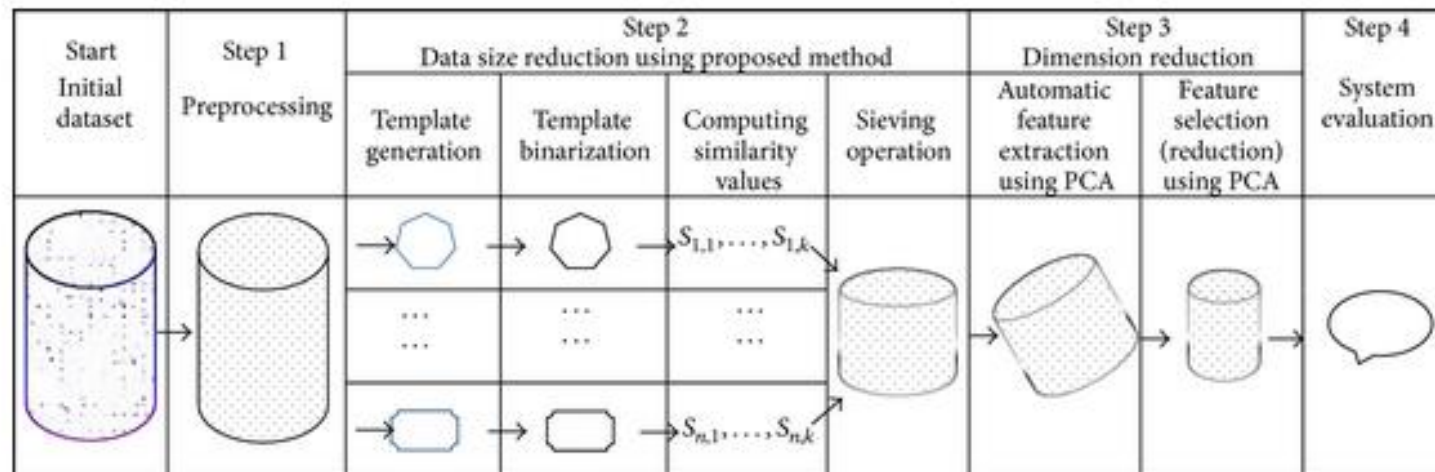 Start
Initial
dataset
Step 1
Preprocessing
Step 2
Data size reduction using proposed method
Template
generation
Template
binarization
Computing
similarity
values
Sieving
operation
Step 3
Dimension reduction
Automatic
feature
extraction
using PCA
Feature
selection
(reduction)
using PCA
Step 4
System
evaluation
S1,1,...,S1,k
... ... ...
... ... ...
Sn,1,...,Sn,k